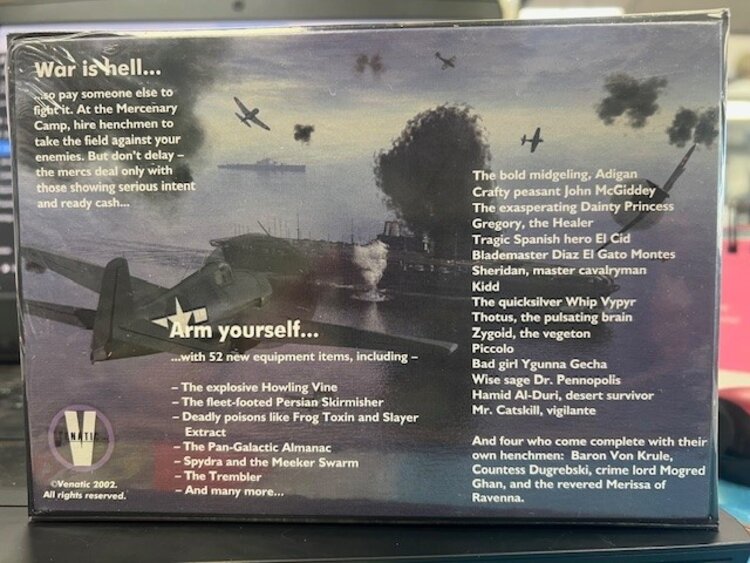 War is hell...
...so pay someone else to
fight it. At the Mercenary
Camp, hire henchmen to
take the field against your
enemies. But don't delay –
the mercs deal only with
those showing serious intent
and ready cash...
Arm yourself...
...with 52 new equipment items, including –
– The explosive Howling Vine
– The fleet-footed Persian Skirmisher
– Deadly poisons like Frog Toxin and Slayer
Extract
– The Pan-Galactic Almanac
– Spydra and the Meeker Swarm
– The Trembler
– And many more...
The bold midgeling, Adigan
Crafty peasant John McGiddey
The exasperating Dainty Princess
Gregory, the Healer
Tragic Spanish hero El Cid
Blademaster Diaz El Gato Montes
Sheridan, master cavalryman
Kidd
The quicksilver Whip Vypyr
Thotus, the pulsating brain
Zygoid, the vegeton
Piccolo
Bad girl Ygunna Gecha
Wise sage Dr. Pennopolis
Hamid Al-Duri, desert survivor
Mr. Catskill, vigilante
And four who come complete with their
own henchmen: Baron Von Krule,
Countess Dugrebski, crime lord Mogred
Ghan, and the revered Merissa of
Ravenna.
VENATIC
©Venatic 2002.
All rights reserved.